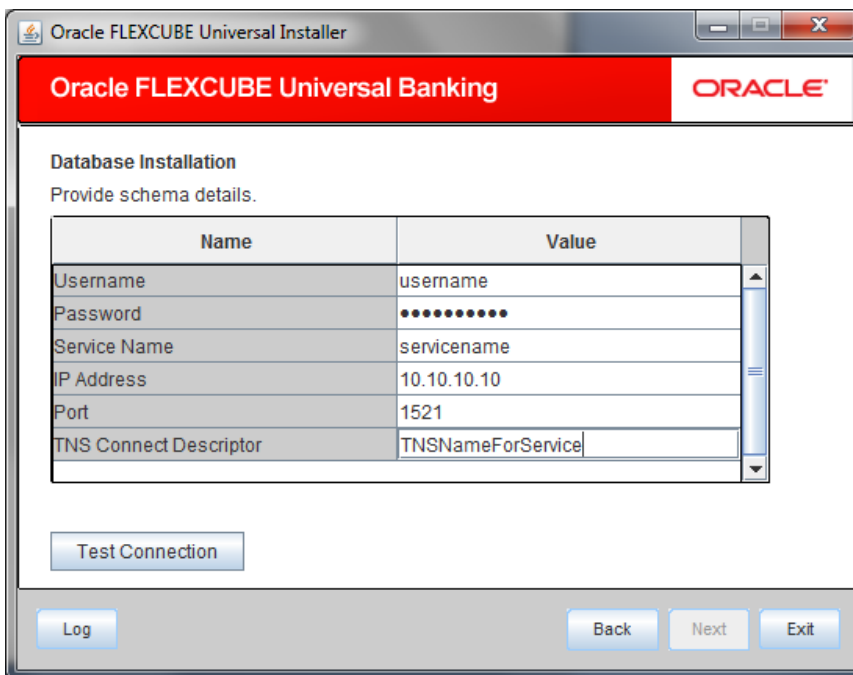 Oracle FLEXCUBE Universal Installer
Oracle FLEXCUBE Universal Banking ORACLE
Database Installation
Provide schema details.
Name Value
Username username
Password ••••••••••
Service Name servicename
IP Address 10.10.10.10
Port 1521
TNS Connect Descriptor TNSNameForService
Test Connection
Log Back Next Exit